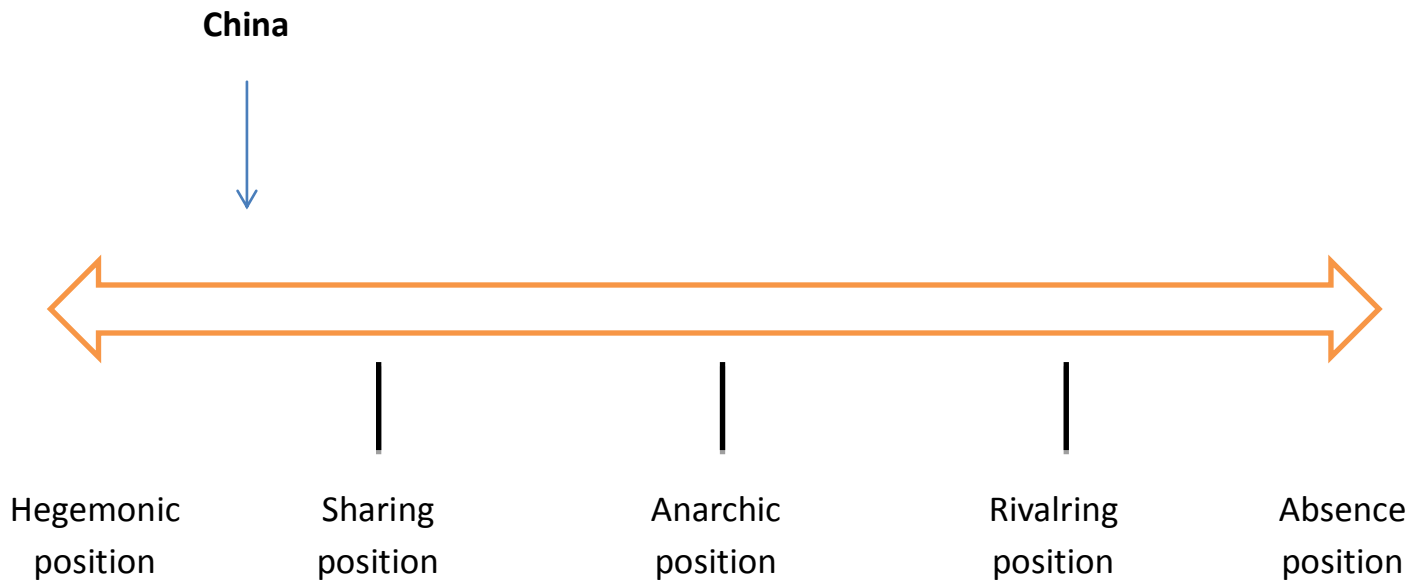 China
Hegemonic
position
Sharing
position
Anarchic
position
Rivalring
position
Absence
position